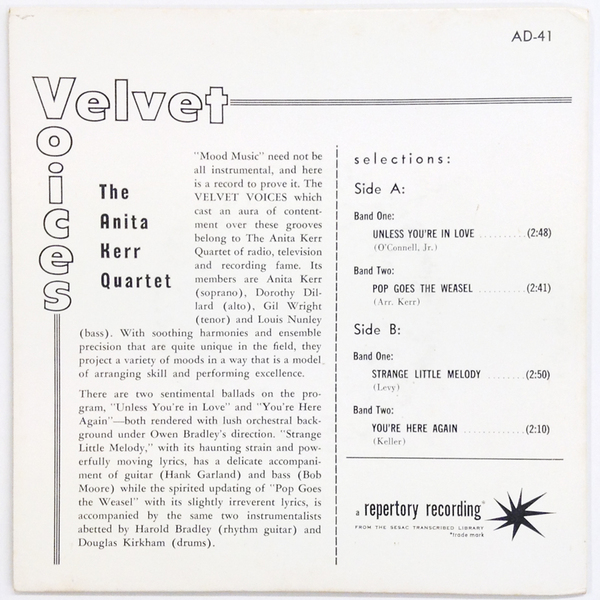 AD-41
Velvet
Voices
The
Anita
Kerr
Quartet
"Mood Music" need not be
all instrumental, and here
is a record to prove it. The
VELVET VOICES which
cast an aura of content-
ment over these grooves
belong to The Anita Kerr
Quartet of radio, television
and recording fame. Its
members are Anita Kerr
(soprano), Dorothy Dil-
lard (alto), Gil Wright
(tenor) and Louis Nunley
(bass). With soothing harmonies and ensemble
precision that are quite unique in the field, they
project a variety of moods in a way that is a model
of arranging skill and performing excellence.
There are two sentimental ballads on the pro-
gram, "Unless You're in Love" and "You're Here
Again"—both rendered with lush orchestral back-
ground under Owen Bradley's direction. "Strange
Little Melody," with its haunting strain and pow-
erfully moving lyrics, has a delicate accompani-
ment of guitar (Hank Garland) and bass (Bob
Moore) while the spirited updating of "Pop Goes
the Weasel" with its slightly irreverent lyrics, is
accompanied by the same two instrumentalists
abetted by Harold Bradley (rhythm guitar) and
Douglas Kirkham (drums).
selections:
Side A:
Band One:
UNLESS YOU'RE IN LOVE .........(2:48)
(O'Connell, Jr.)
Band Two:
POP GOES THE WEASEL .........(2:41)
(Arr. Kerr)
Side B:
Band One:
STRANGE LITTLE MELODY .......(2:50)
(Levy)
Band Two:
YOU'RE HERE AGAIN ............(2:10)
(Keller)
a repertory recording*
FROM THE SESAC TRANSCRIBED LIBRARY
*trade mark